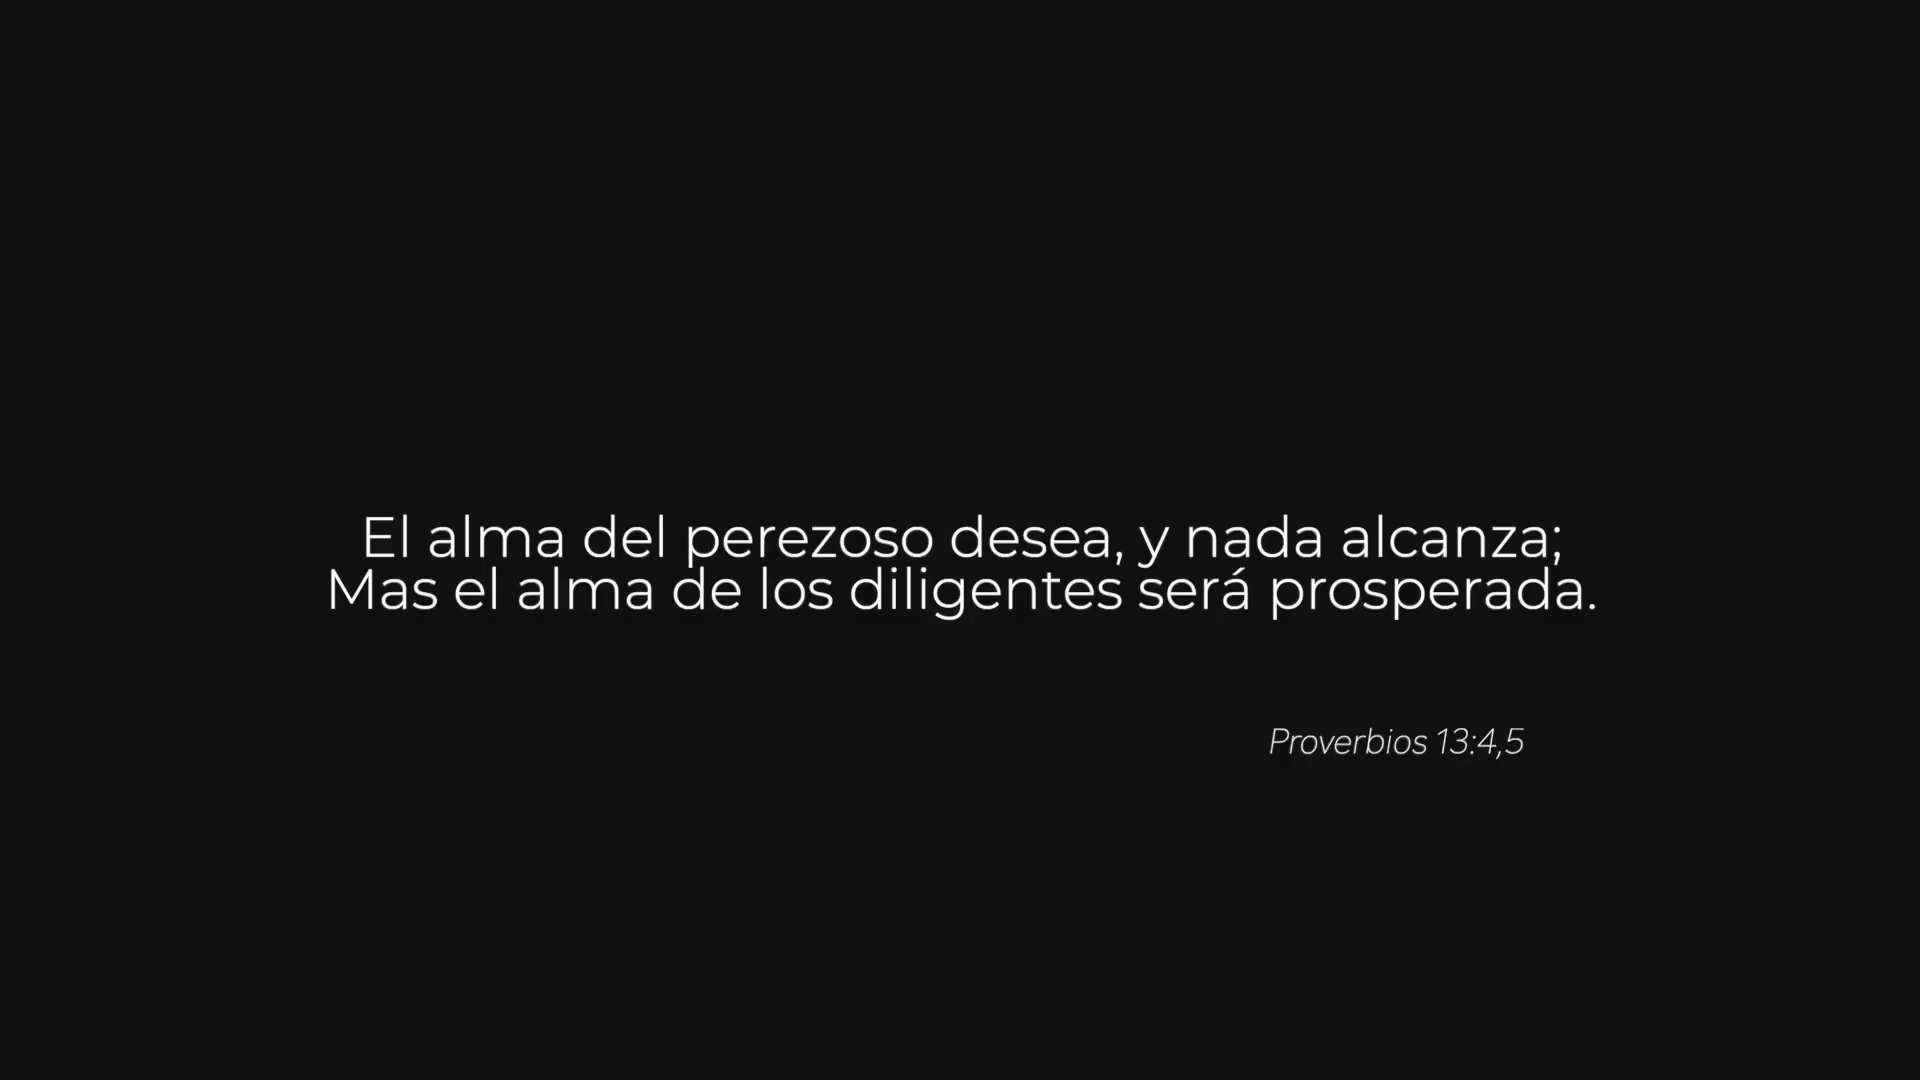 El alma del perezoso desea, y nada alcanza;
Mas el alma de los diligentes será prosperada.
Proverbios 13:4,5